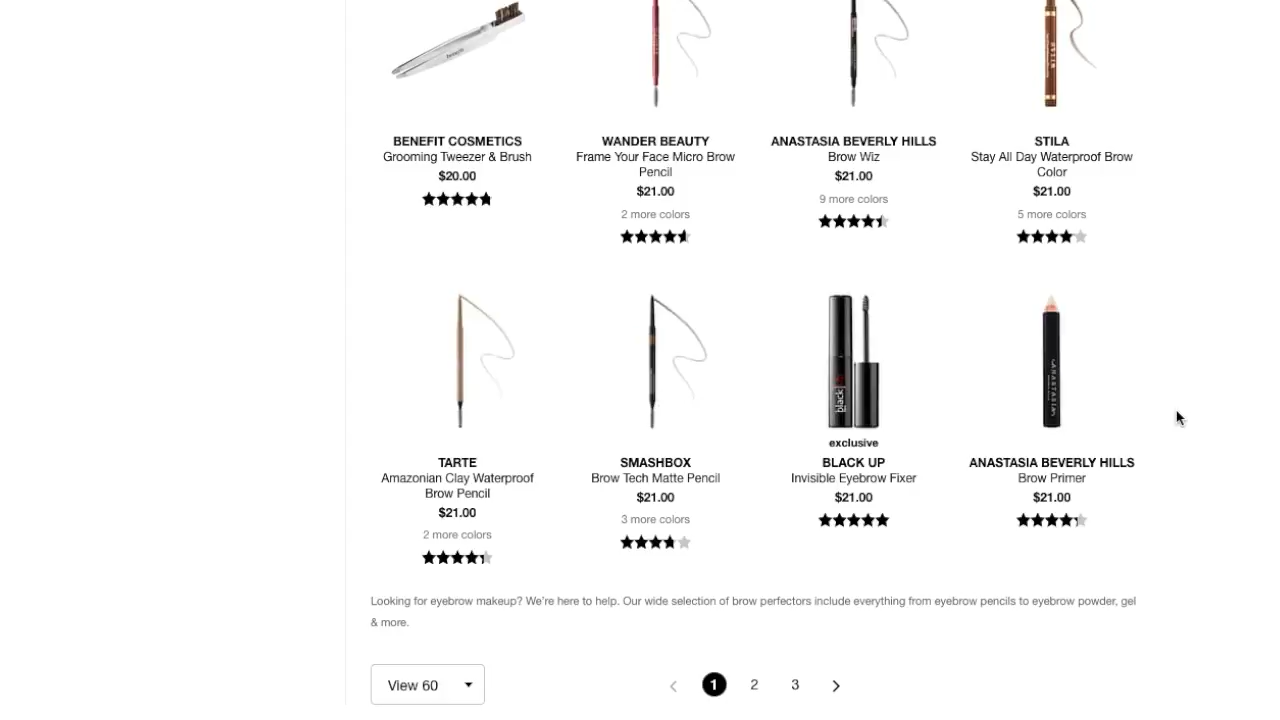 BENEFIT COSMETICS
Grooming Tweezer & Brush
$20.00
WANDER BEAUTY
Frame Your Face Micro Brow
Pencil
$21.00
2 more colors
ANASTASIA BEVERLY HILLS
Brow Wiz
$21.00
9 more colors
STILA
Stay All Day Waterproof Brow
Color
$21.00
5 more colors
black
ANASTASIA
TARTE
Amazonian Clay Waterproof
Brow Pencil
$21.00
2 more colors
SMASHBOX
Brow Tech Matte Pencil
$21.00
3 more colors
exclusive
BLACK UP
Invisible Eyebrow Fixer
$21.00
ANASTASIA BEVERLY HILLS
Brow Primer
$21.00
Looking for eyebrow makeup? We're here to help. Our wide selection of brow perfectors include everything from eyebrow pencils to eyebrow powder, gel
& more.
View 60
1 2 3